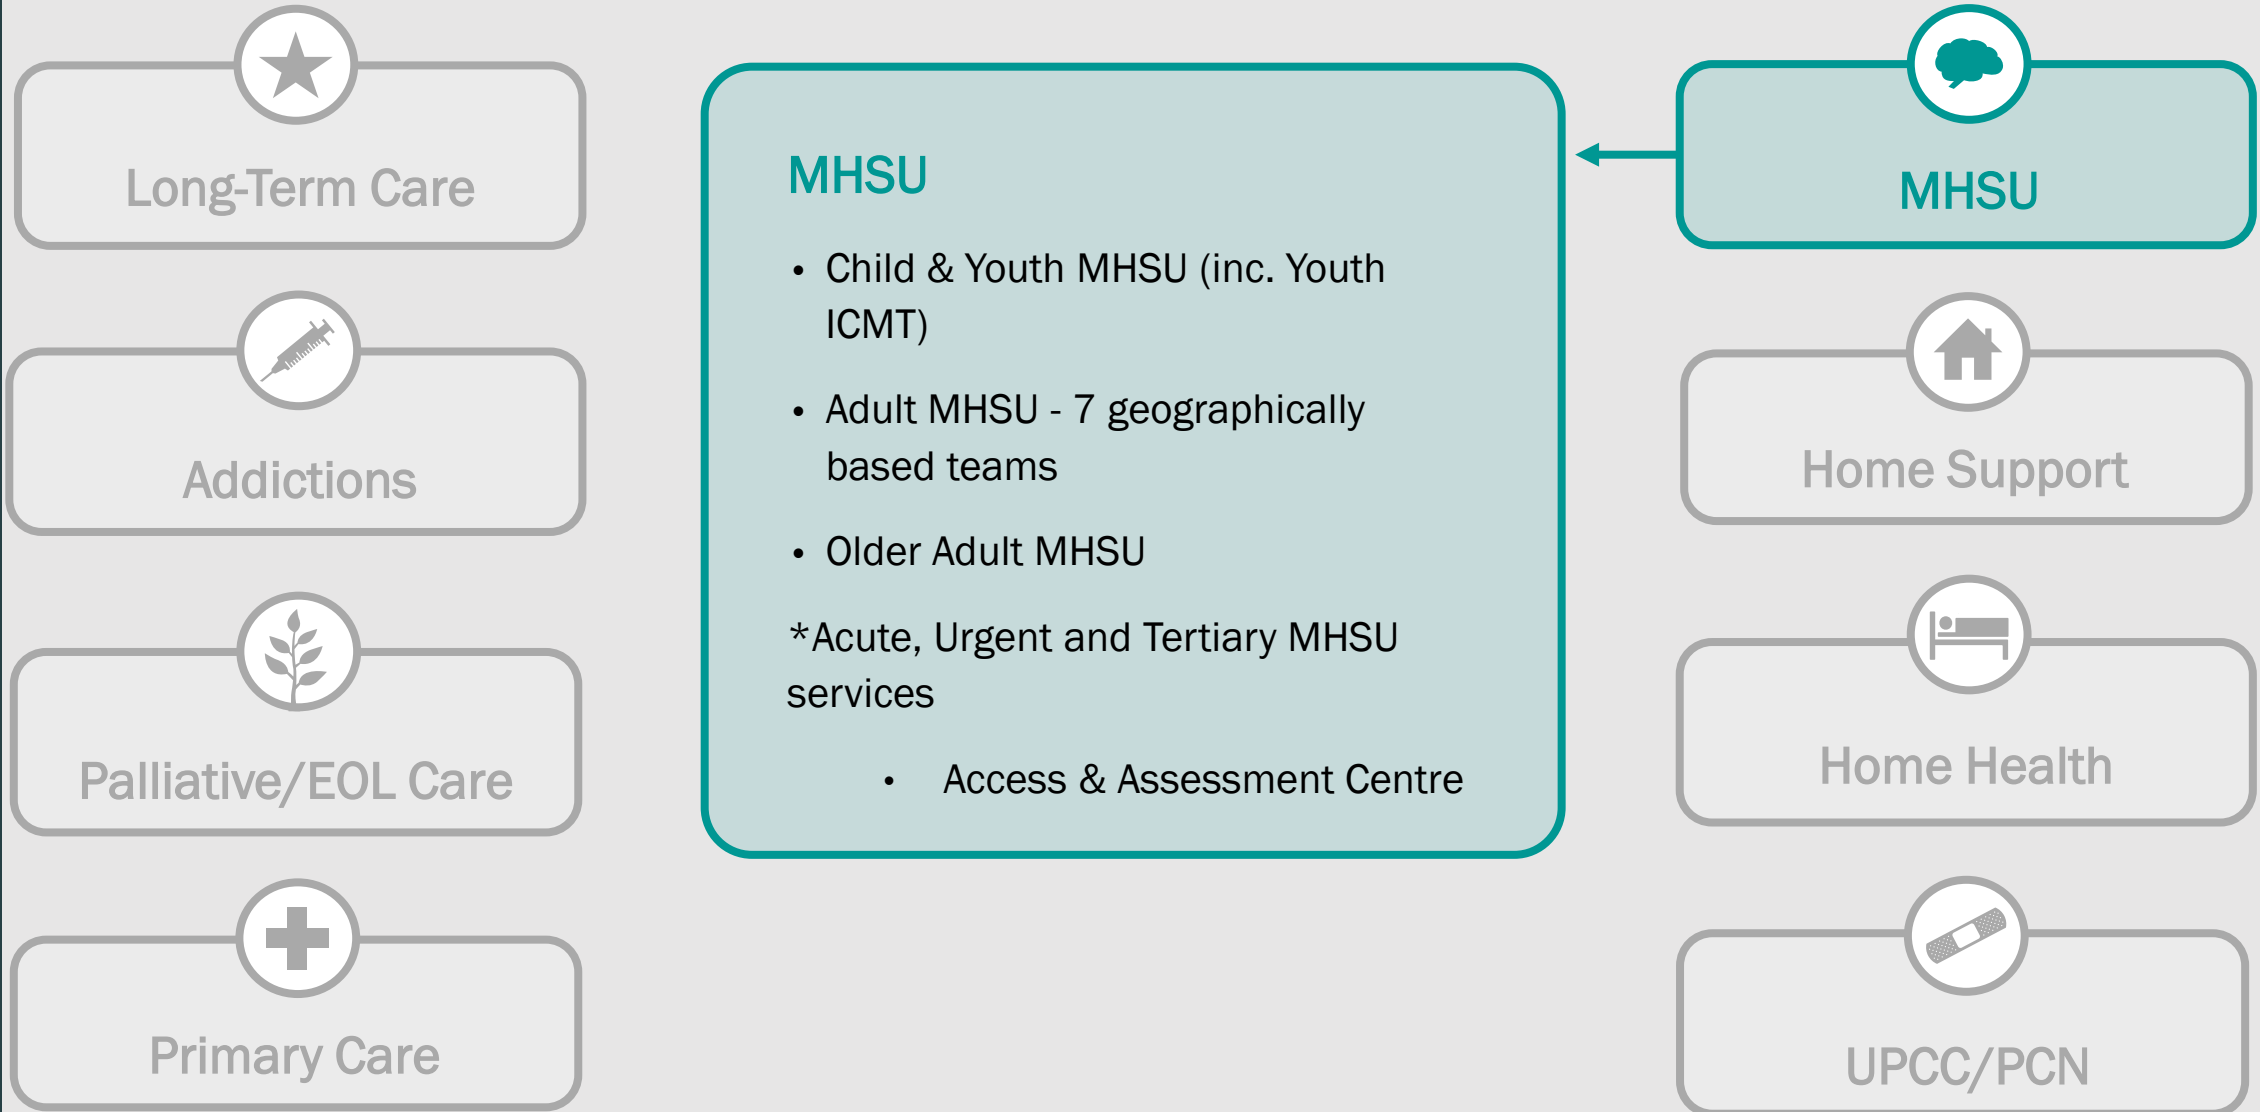 Long-Term Care
Addictions
Palliative/EOL Care
Primary Care
MHSU
• Child & Youth MHSU (inc. Youth
ICMT)
• Adult MHSU - 7 geographically
based teams
• Older Adult MHSU
*Acute, Urgent and Tertiary MHSU
services
• Access & Assessment Centre
MHSU
Home Support
Home Health
UPCC/PCN